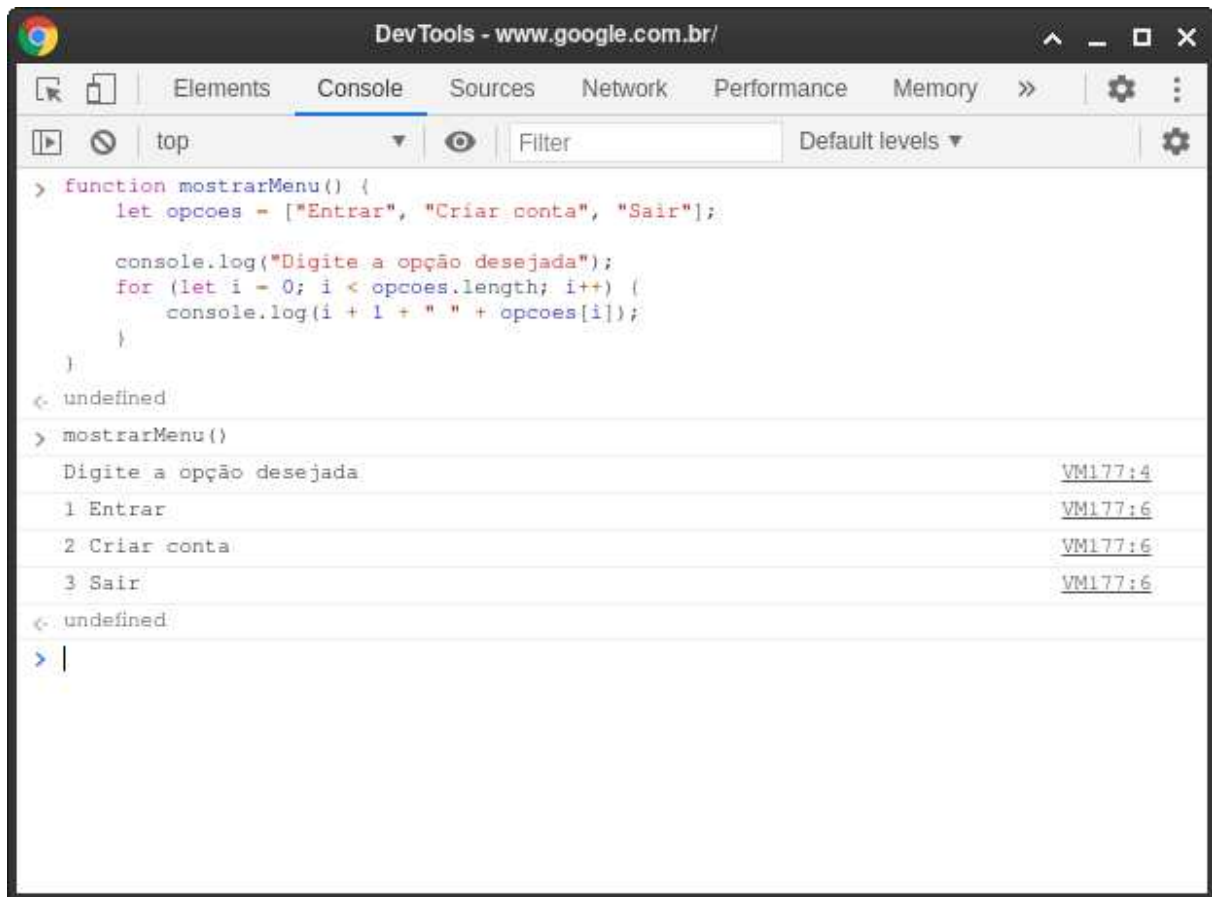 DevTools - www.google.com.br/
Elements Console Sources Network Performance Memory »
top Filter Default levels ▼
> function mostrarMenu() {
let opcoes = ["Entrar", "Criar conta", "Sair"];
console.log("Digite a opção desejada");
for (let i = 0; i < opcoes.length; i++) {
console.log(i + 1 + " " + opcoes[i]);
}
}
undefined
> mostrarMenu()
Digite a opção desejada VM177:4
1 Entrar VM177:6
2 Criar conta VM177:6
3 Sair VM177:6
undefined
>